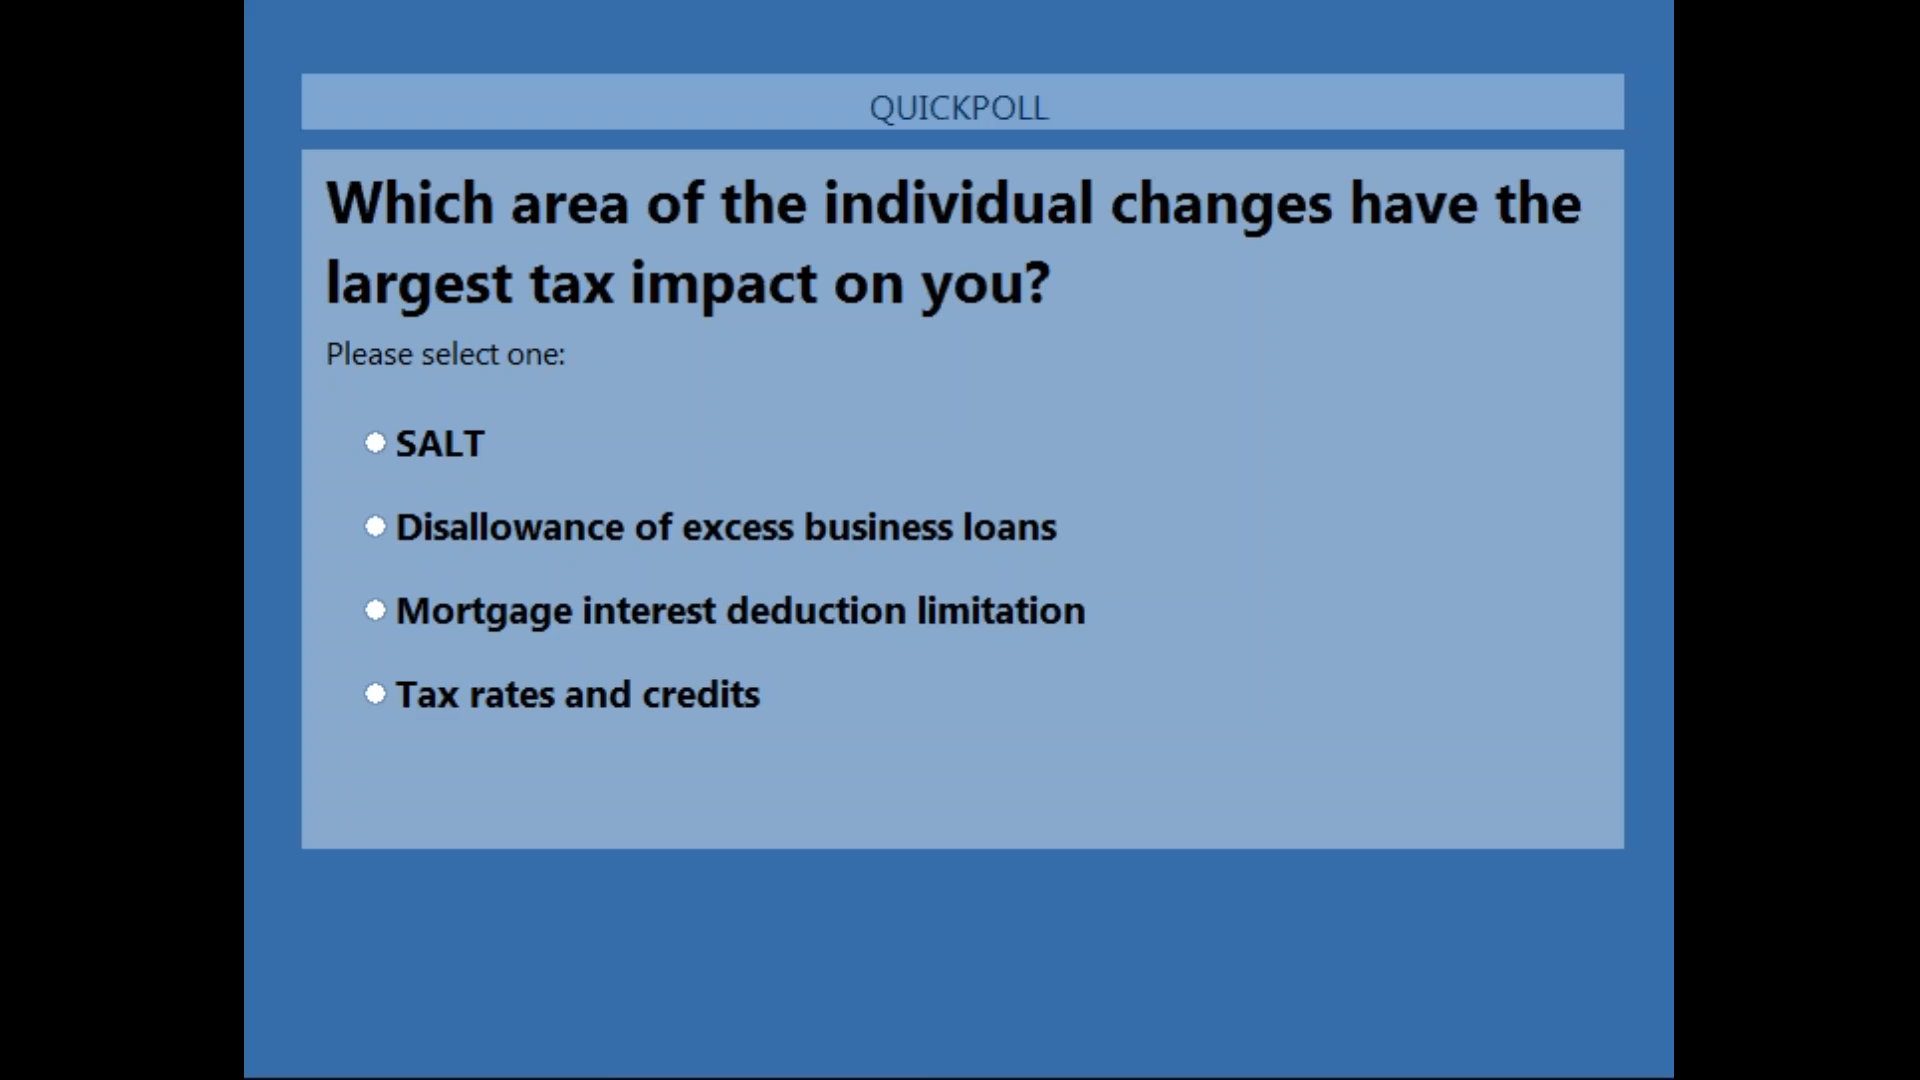 QUICKPOLL
Which area of the individual changes have the
largest tax impact on you?
Please select one:
SALT
Disallowance of excess business loans
Mortgage interest deduction limitation
Tax rates and credits